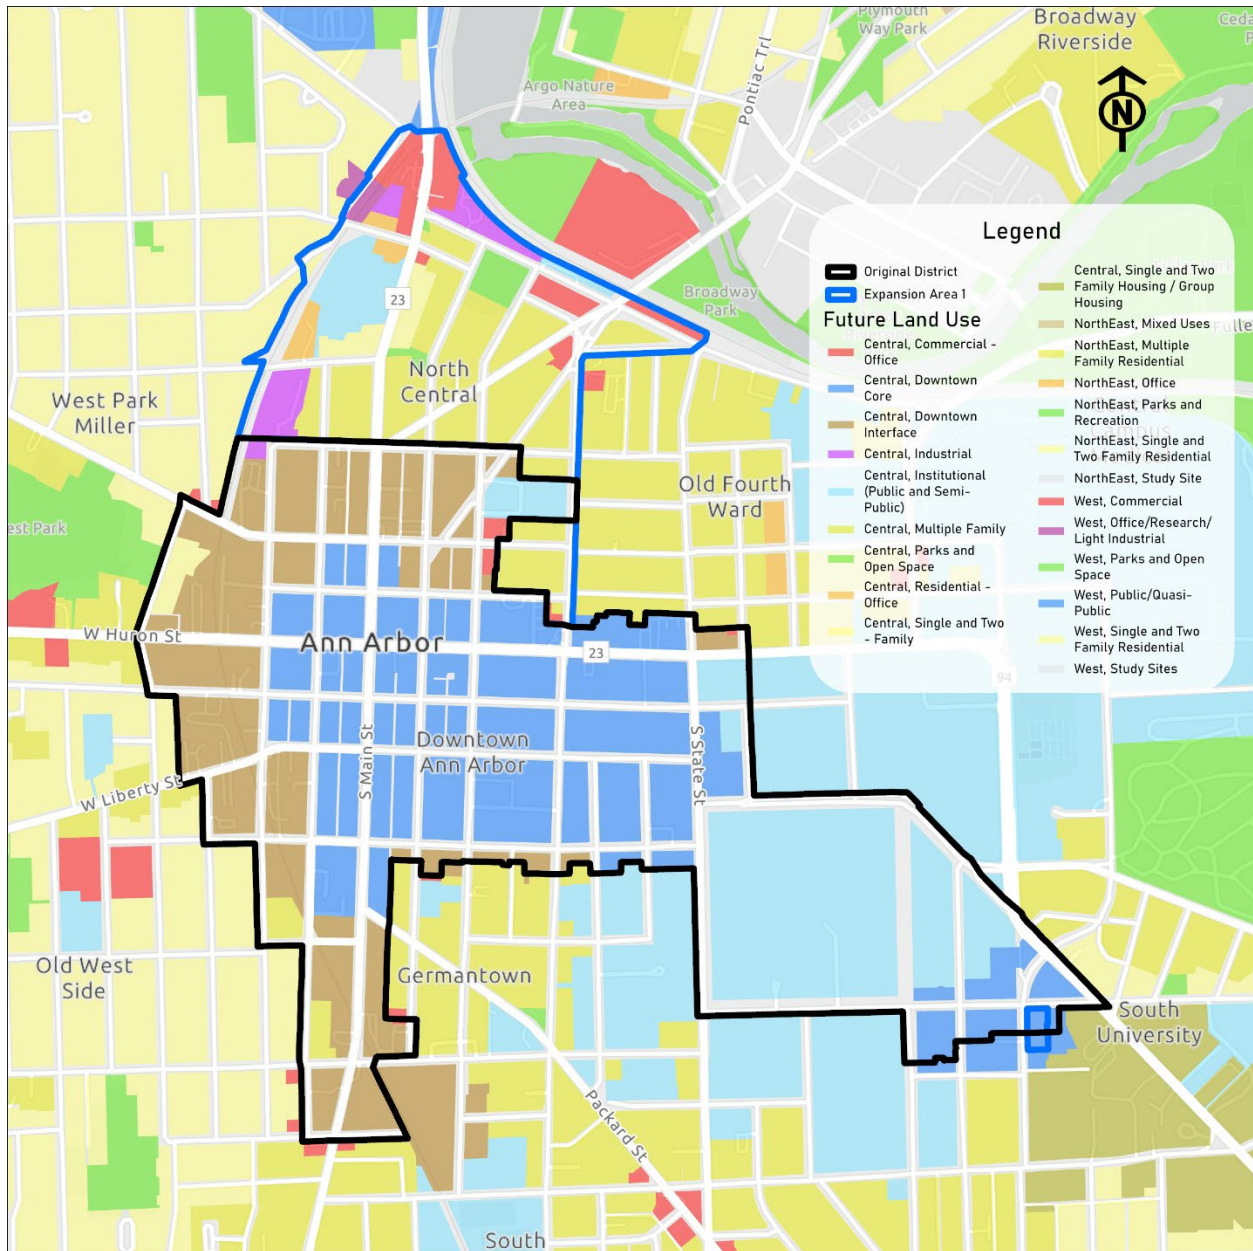 Plymouth
Way Park
Broadway
Riverside
Argo Nature
Area
Pontiac Trl
N
Broadway
Park
23
North
Central
West Park
Miller
Old Fourth
Ward
est Park
W Huron St
Ann Arbor
23
94
Downtown
Ann Arbor
S Main St
S State St
W Liberty St
Old West
Side
Germantown
South
University
Packard St
South
Legend
Original District
Expansion Area 1
Future Land Use
Central, Commercial -
Office
Central, Downtown
Core
Central, Downtown
Interface
Central, Industrial
Central, Institutional
(Public and Semi-
Public)
Central, Multiple Family
Central, Parks and
Open Space
Central, Residential -
Office
Central, Single and Two
- Family
Central, Single and Two
Family Housing / Group
Housing
NorthEast, Mixed Uses
NorthEast, Multiple
Family Residential
NorthEast, Office
NorthEast, Parks and
Recreation
NorthEast, Single and
Two Family Residential
NorthEast, Study Site
West, Commercial
West, Office/Research/
Light Industrial
West, Parks and Open
Space
West, Public/Quasi-
Public
West, Single and Two
Family Residential
West, Study Sites
Fulle